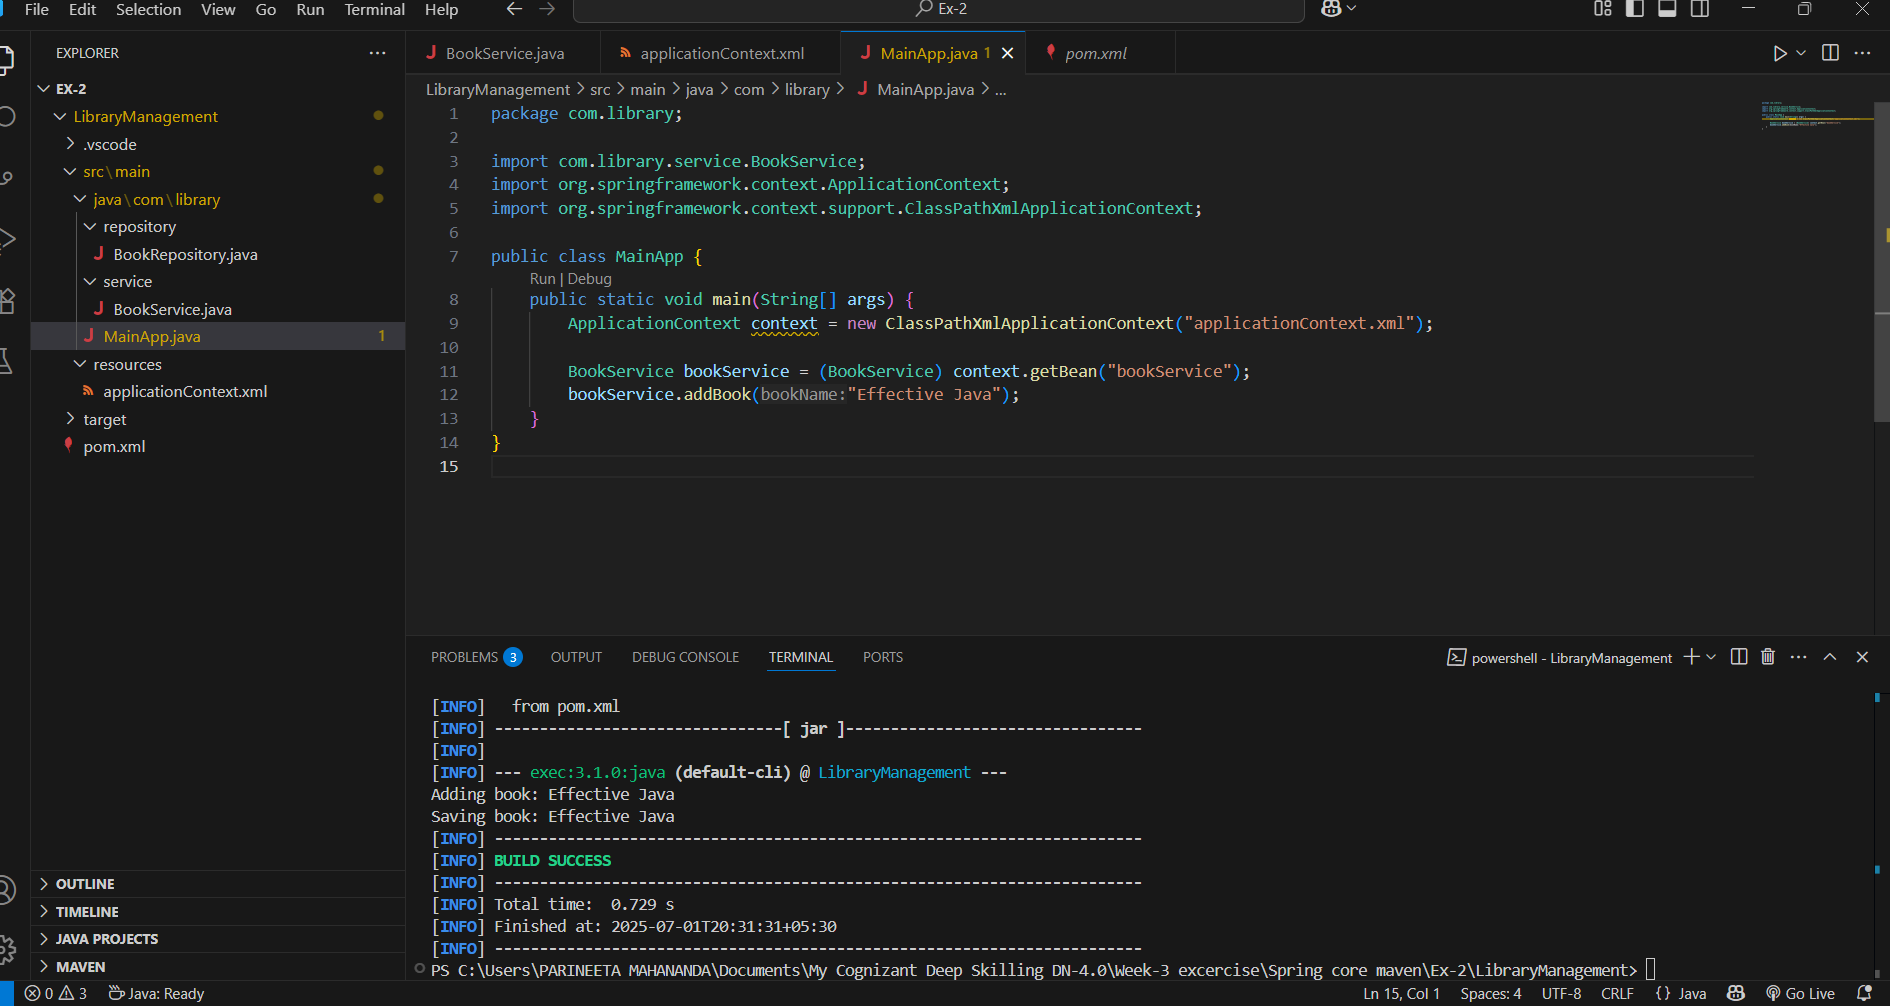 File Edit Selection View Go Run Terminal Help
Ex-2
EXPLORER
EX-2
LibraryManagement
.vscode
src\main
java\com\library
repository
BookRepository.java
service
BookService.java
MainApp.java 1
resources
applicationContext.xml
target
pom.xml
OUTLINE
TIMELINE
JAVA PROJECTS
MAVEN
BookService.java
applicationContext.xml
MainApp.java 1
pom.xml
LibraryManagement > src > main > java > com > library > MainApp.java > ...
1 package com.library;
2
3 import com.library.service.BookService;
4 import org.springframework.context.ApplicationContext;
5 import org.springframework.context.support.ClassPathXmlApplicationContext;
6
7 public class MainApp {
Run | Debug
8 public static void main(String[] args) {
9 ApplicationContext context = new ClassPathXmlApplicationContext("applicationContext.xml");
10
11 BookService bookService = (BookService) context.getBean("bookService");
12 bookService.addBook(bookName:"Effective Java");
13 }
14 }
15
PROBLEMS 3 OUTPUT DEBUG CONSOLE TERMINAL PORTS
powershell - LibraryManagement
[INFO] from pom.xml
[INFO] --------------------------------[ jar ]---------------------------------
[INFO]
[INFO] --- exec:3.1.0:java (default-cli) @ LibraryManagement ---
Adding book: Effective Java
Saving book: Effective Java
[INFO] ------------------------------------------------------------------------
[INFO] BUILD SUCCESS
[INFO] ------------------------------------------------------------------------
[INFO] Total time:  0.729 s
[INFO] Finished at: 2025-07-01T20:31:31+05:30
[INFO] ------------------------------------------------------------------------
PS C:\Users\PARINEETA MAHANANDA\Documents\My Cognizant Deep Skilling DN-4.0\Week-3 excercise\Spring core maven\Ex-2\LibraryManagement>
0 3 Java: Ready
Ln 15, Col 1 Spaces: 4 UTF-8 CRLF {} Java Go Live